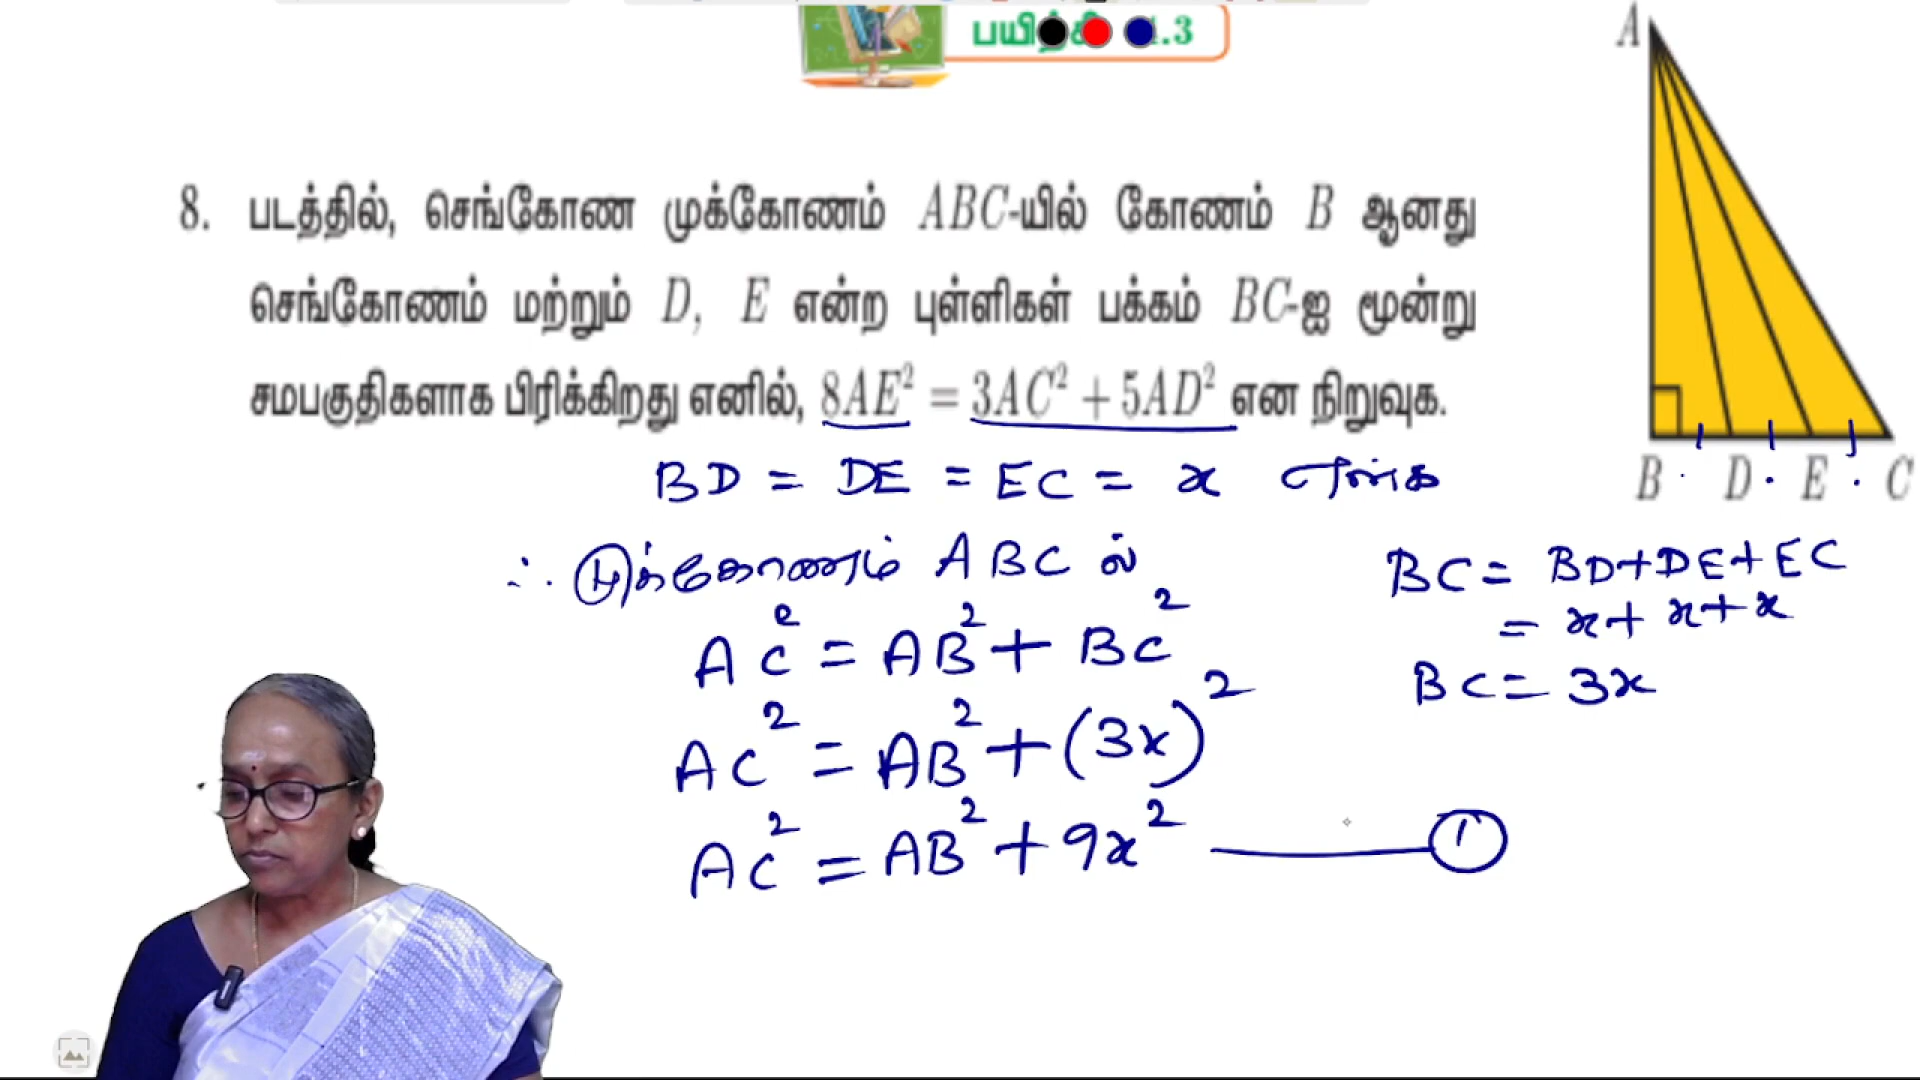 8. படத்தில், செங்கோண முக்கோணம் ABC-யில் கோணம் B ஆனது
செங்கோணம் மற்றும் D, E என்ற புள்ளிகள் பக்கம் BC-ஐ மூன்று
சமபகுதிகளாக பிரிக்கிறது எனில், 8AE² = 3AC² + 5AD² என நிறுவுக.
A
B D E C
BD = DE = EC = x என்க
∴ முக்கோணம் ABC ல்
AC² = AB² + BC²
AC² = AB² + (3x)²
AC² = AB² + 9x² ——— ①
BC = BD+DE+EC
= x+x+x
BC = 3x